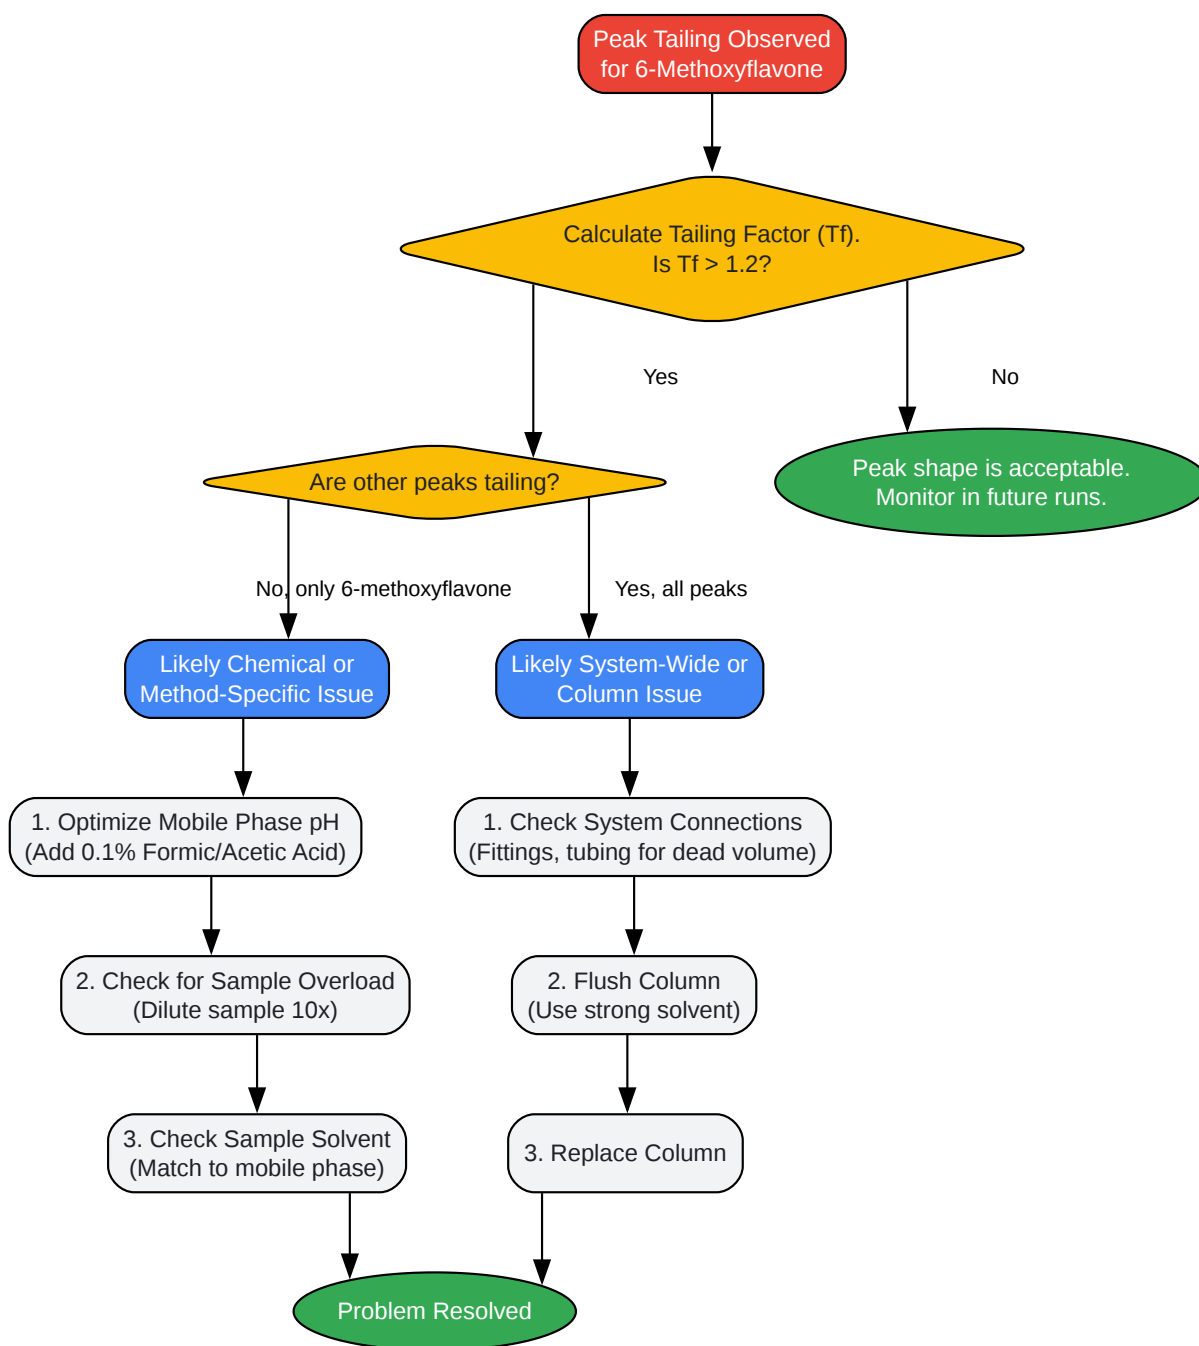 Peak Tailing Observed
for 6-Methoxyflavone
Calculate Tailing Factor (Tf).
Is Tf > 1.2?
Yes
No
Are other peaks tailing?
Peak shape is acceptable.
Monitor in future runs.
No, only 6-methoxyflavone
Yes, all peaks
Likely Chemical or
Method-Specific Issue
Likely System-Wide or
Column Issue
1. Optimize Mobile Phase pH
(Add 0.1% Formic/Acetic Acid)
1. Check System Connections
(Fittings, tubing for dead volume)
2. Check for Sample Overload
(Dilute sample 10x)
2. Flush Column
(Use strong solvent)
3. Check Sample Solvent
(Match to mobile phase)
3. Replace Column
Problem Resolved